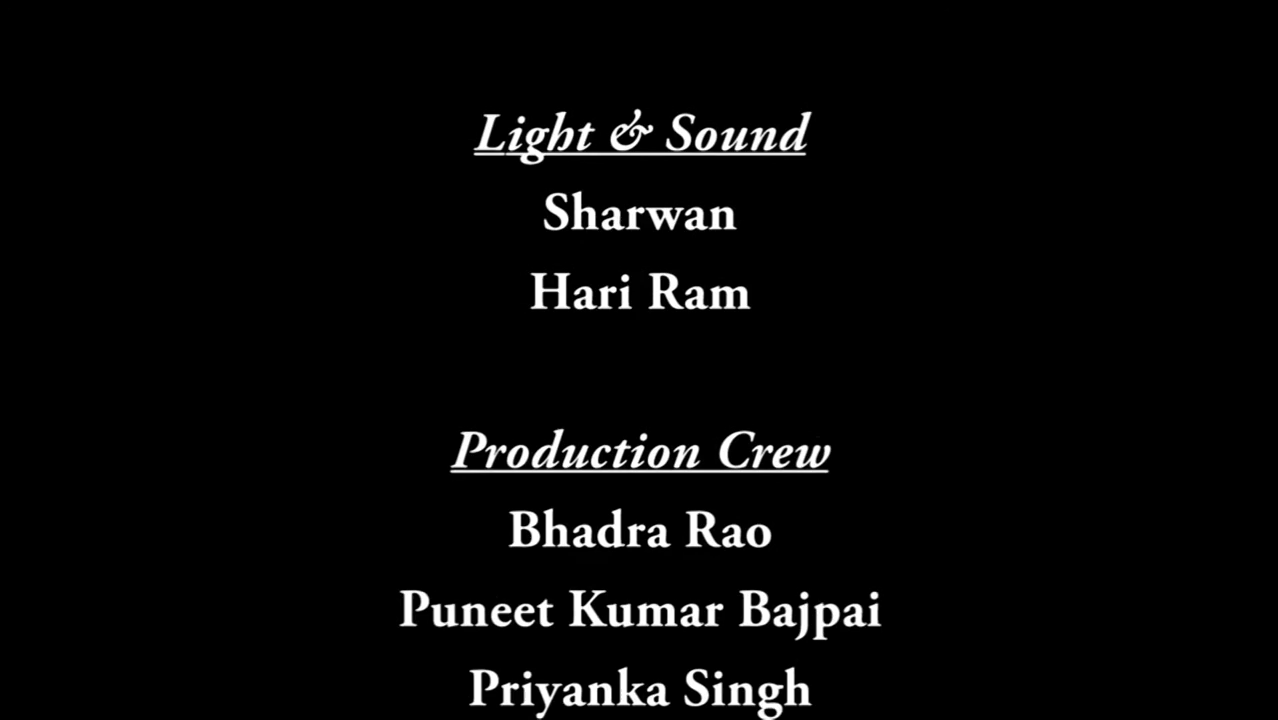 Light & Sound
Sharwan
Hari Ram
Production Crew
Bhadra Rao
Puneet Kumar Bajpai
Priyanka Singh